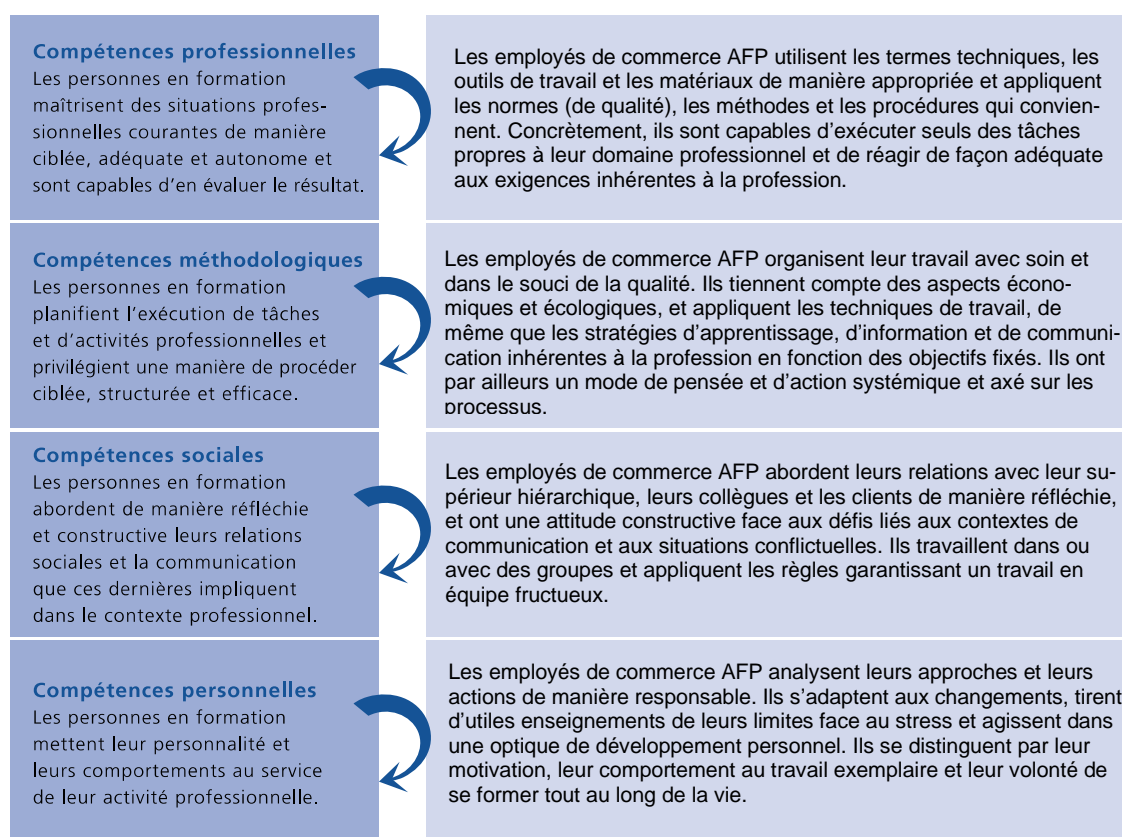 Compétences professionnelles
Les personnes en formation
maîtrisent des situations profes-
sionnelles courantes de manière
ciblée, adéquate et autonome et
sont capables d'en évaluer le résultat.
Les employés de commerce AFP utilisent les termes techniques, les
outils de travail et les matériaux de manière appropriée et appliquent
les normes (de qualité), les méthodes et les procédures qui convien-
nent. Concrètement, ils sont capables d'exécuter seuls des tâches
propres à leur domaine professionnel et de réagir de façon adéquate
aux exigences inhérentes à la profession.
Compétences méthodologiques
Les personnes en formation
planifient l'exécution de tâches
et d'activités professionnelles et
privilégient une manière de procéder
ciblée, structurée et efficace.
Les employés de commerce AFP organisent leur travail avec soin et
dans le souci de la qualité. Ils tiennent compte des aspects écono-
miques et écologiques, et appliquent les techniques de travail, de
même que les stratégies d'apprentissage, d'information et de communi-
cation inhérentes à la profession en fonction des objectifs fixés. Ils ont
par ailleurs un mode de pensée et d'action systémique et axé sur les
processus.
Compétences sociales
Les personnes en formation
abordent de manière réfléchie
et constructive leurs relations
sociales et la communication
que ces dernières impliquent
dans le contexte professionnel.
Les employés de commerce AFP abordent leurs relations avec leur su-
périeur hiérarchique, leurs collègues et les clients de manière réfléchie,
et ont une attitude constructive face aux défis liés aux contextes de
communication et aux situations conflictuelles. Ils travaillent dans ou
avec des groupes et appliquent les règles garantissant un travail en
équipe fructueux.
Compétences personnelles
Les personnes en formation
mettent leur personnalité et
leurs comportements au service
de leur activité professionnelle.
Les employés de commerce AFP analysent leurs approches et leurs
actions de manière responsable. Ils s'adaptent aux changements, tirent
d'utiles enseignements de leurs limites face au stress et agissent dans
une optique de développement personnel. Ils se distinguent par leur
motivation, leur comportement au travail exemplaire et leur volonté de
se former tout au long de la vie.